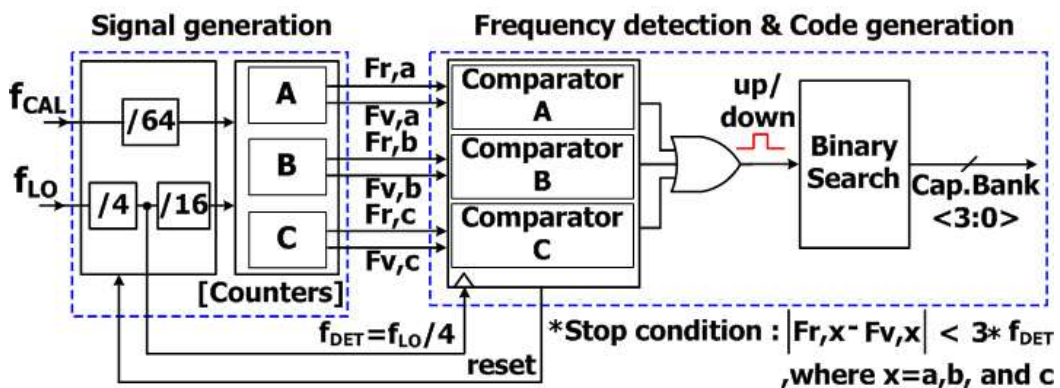 Signal generation
Frequency detection & Code generation
fCAL
/64
fLO
/4
/16
A
B
C
[Counters]
Fr,a
Fv,a
Fr,b
Fv,b
Fr,c
Fv,c
Comparator
A
Comparator
B
Comparator
C
up/
down
Binary
Search
Cap.Bank
<3:0>
fDET=fLO/4
reset
*Stop condition : |Fr,x- Fv,x| < 3* fDET
,where x=a,b, and c